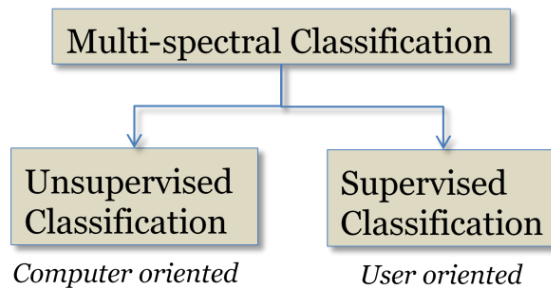 Multi-spectral Classification
Unsupervised
Classification
Supervised
Classification
Computer oriented
User oriented